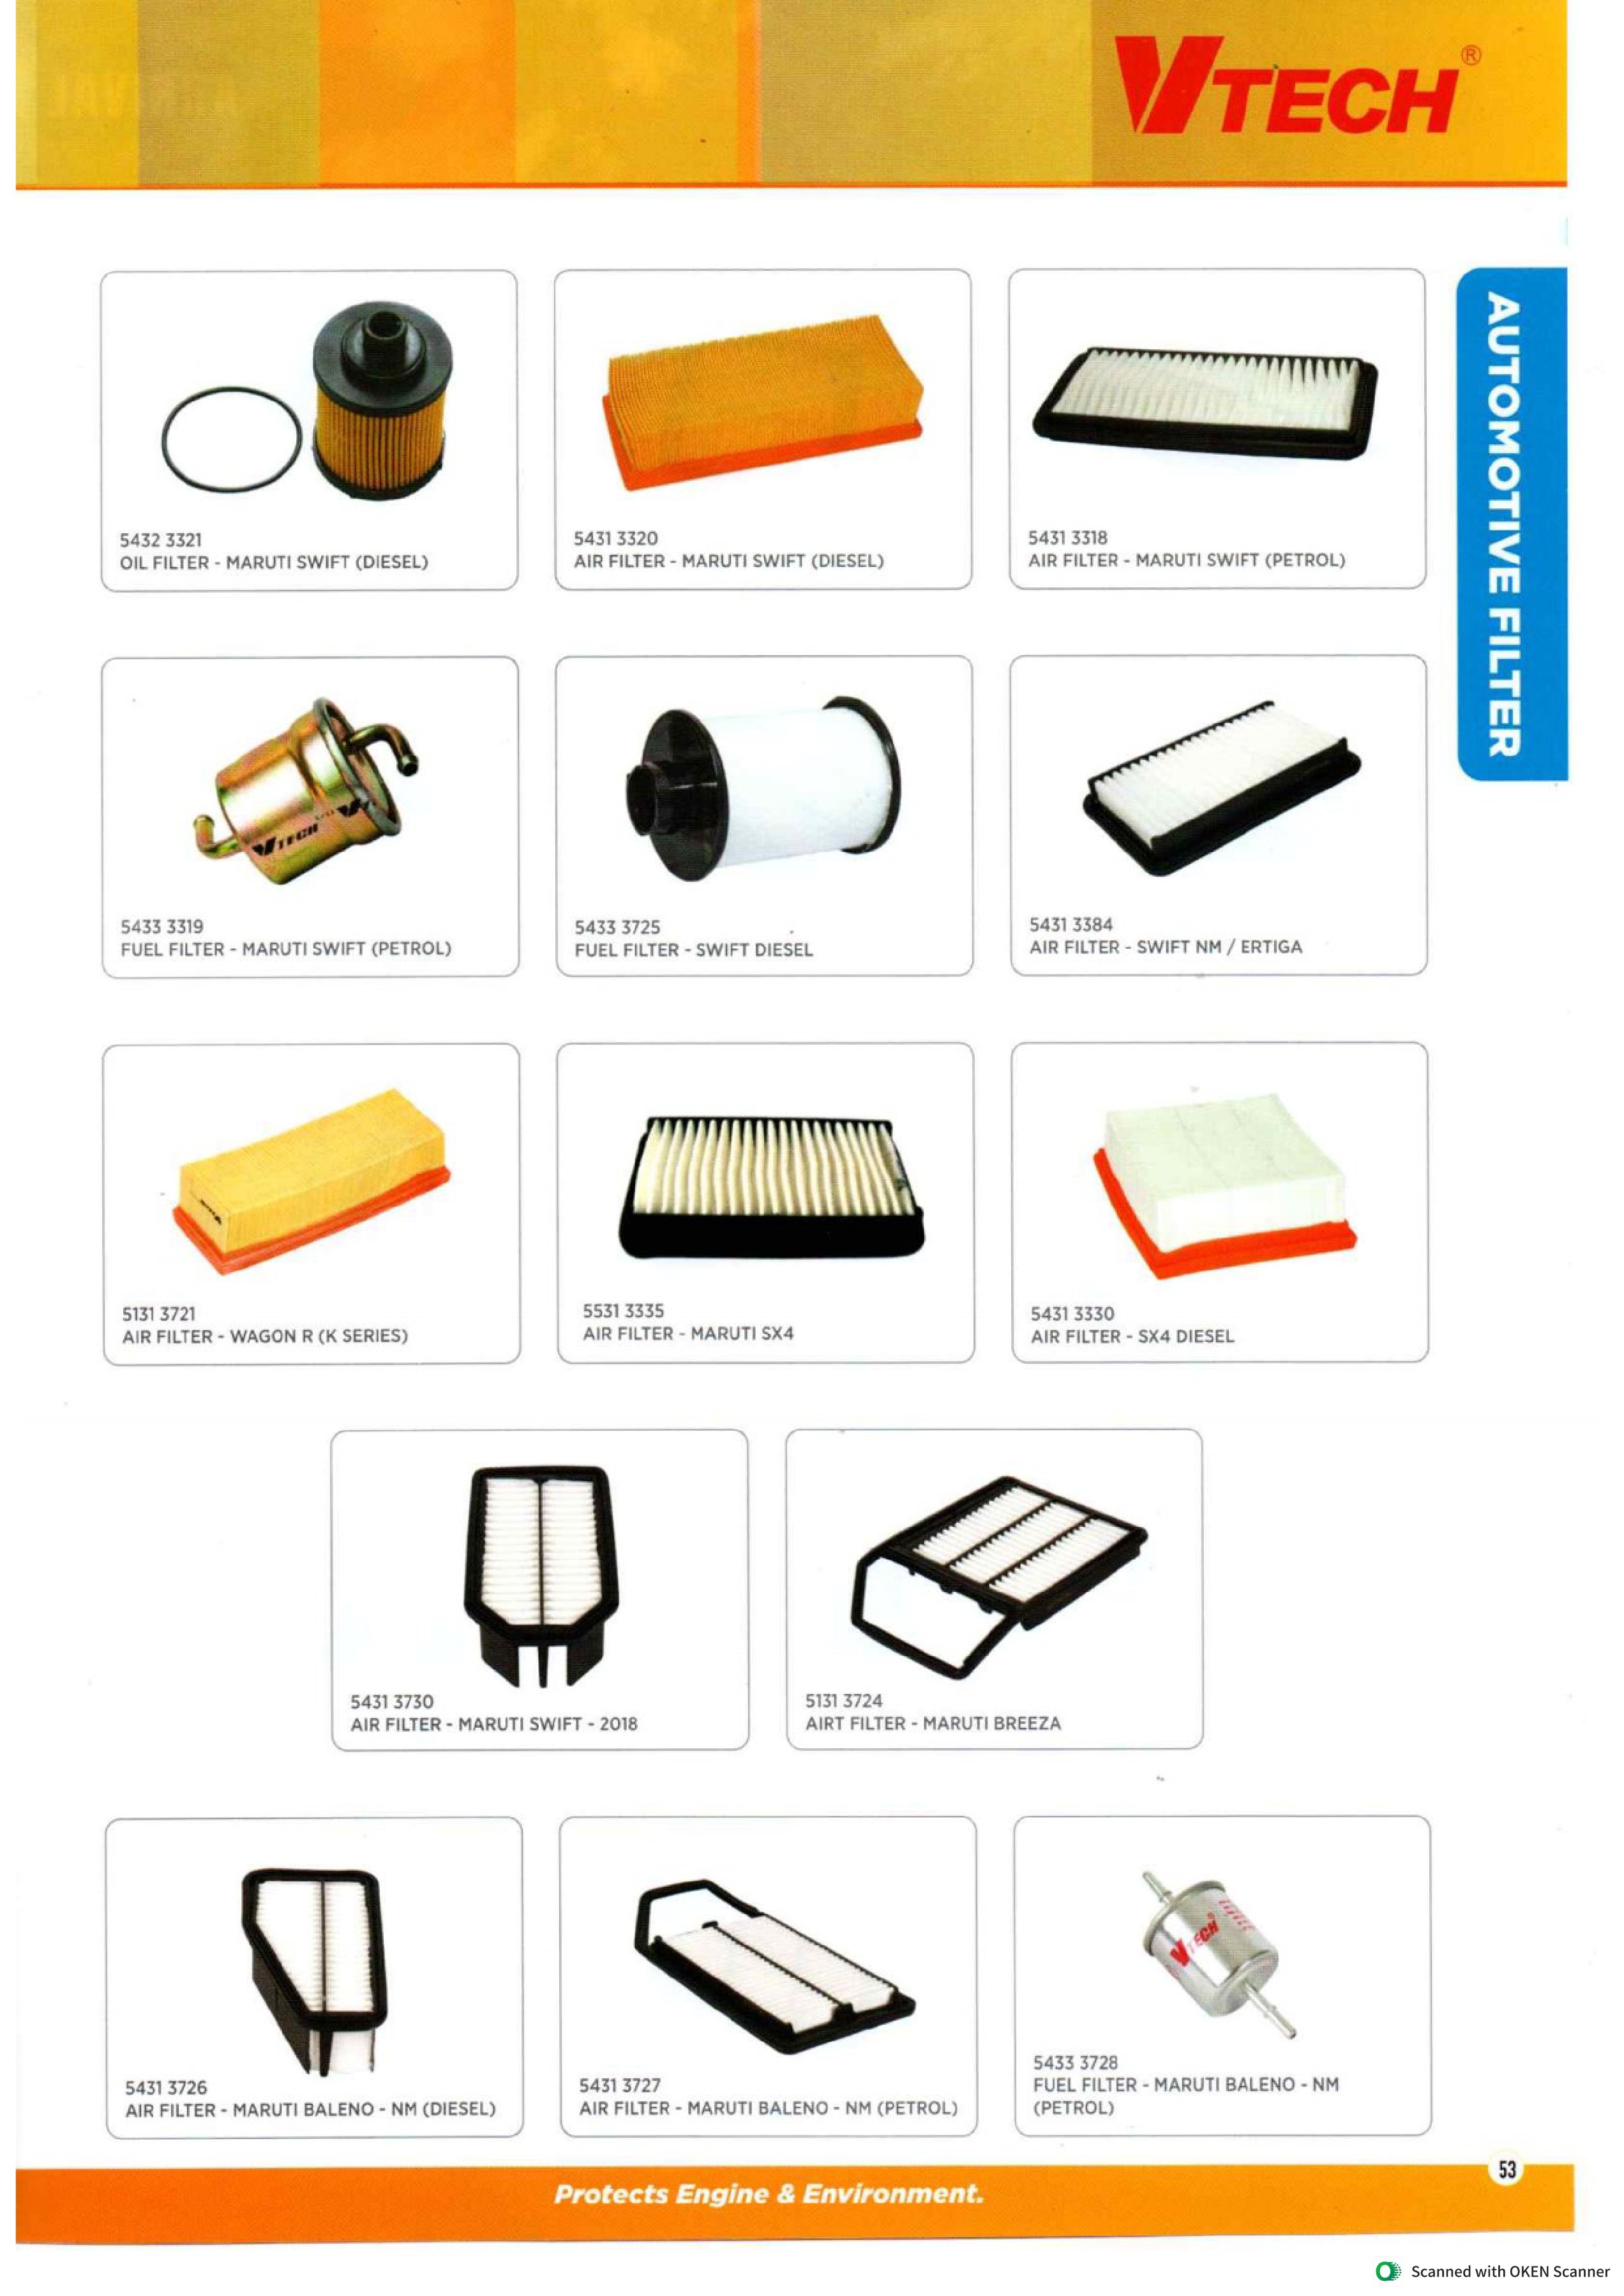 VTECH®
AUTOMOTIVE FILTER
5432 3321
OIL FILTER - MARUTI SWIFT (DIESEL)
5431 3320
AIR FILTER - MARUTI SWIFT (DIESEL)
5431 3318
AIR FILTER - MARUTI SWIFT (PETROL)
VTECH
5433 3319
FUEL FILTER - MARUTI SWIFT (PETROL)
5433 3725
FUEL FILTER - SWIFT DIESEL
5431 3384
AIR FILTER - SWIFT NM / ERTIGA
5131 3721
AIR FILTER - WAGON R (K SERIES)
5531 3335
AIR FILTER - MARUTI SX4
5431 3330
AIR FILTER - SX4 DIESEL
5431 3730
AIR FILTER - MARUTI SWIFT - 2018
5131 3724
AIRT FILTER - MARUTI BREEZA
5431 3726
AIR FILTER - MARUTI BALENO - NM (DIESEL)
5431 3727
AIR FILTER - MARUTI BALENO - NM (PETROL)
VTECH®
5433 3728
FUEL FILTER - MARUTI BALENO - NM
(PETROL)
53
Protects Engine & Environment.
Scanned with OKEN Scanner